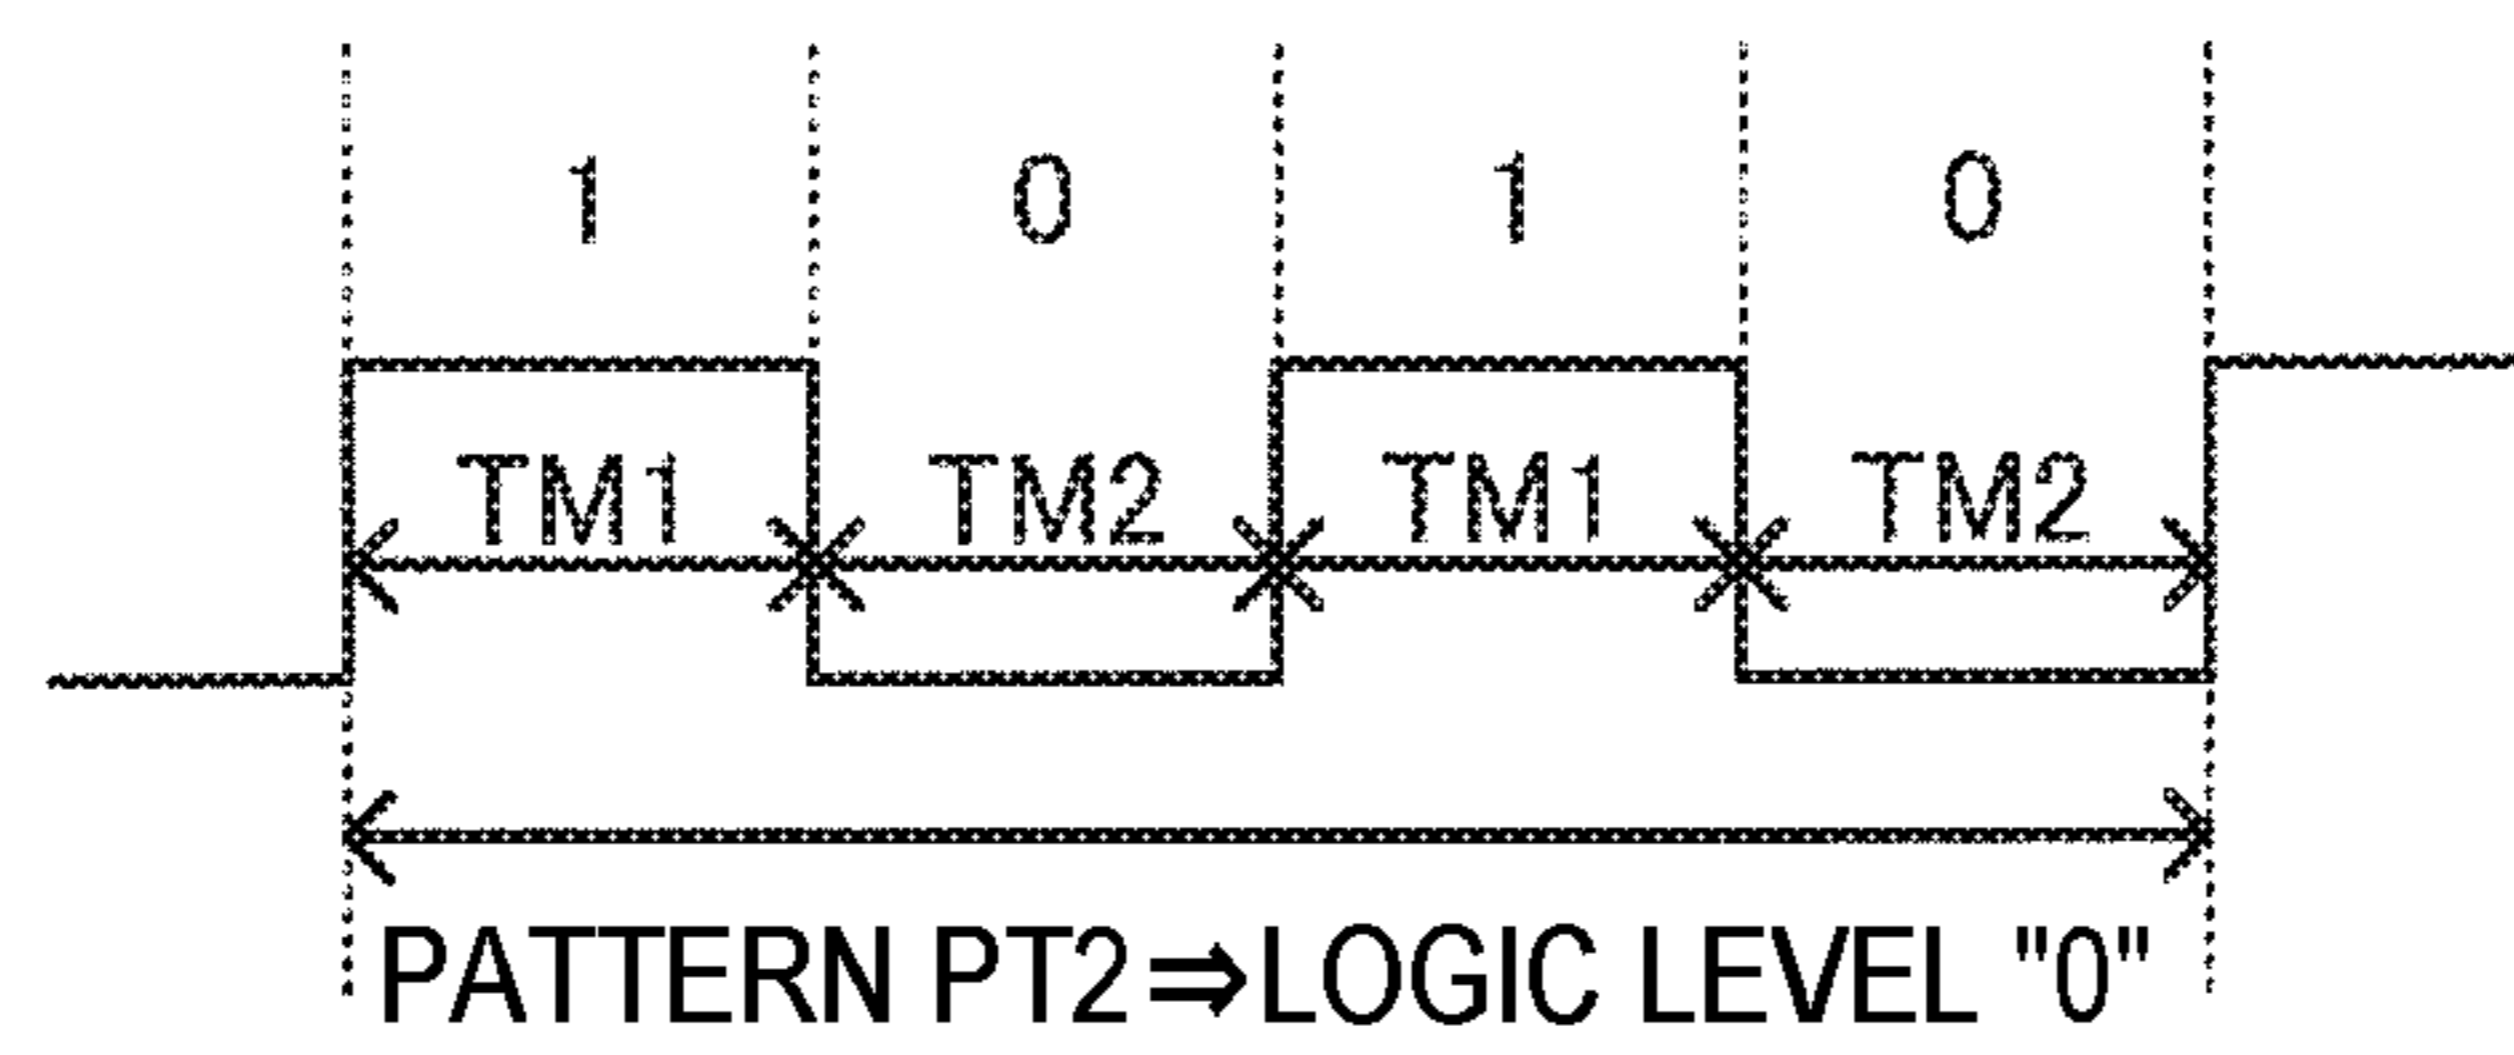 1 0 1 0
TM1 TM2 TM1 TM2
PATTERN PT2⇒LOGIC LEVEL "0"